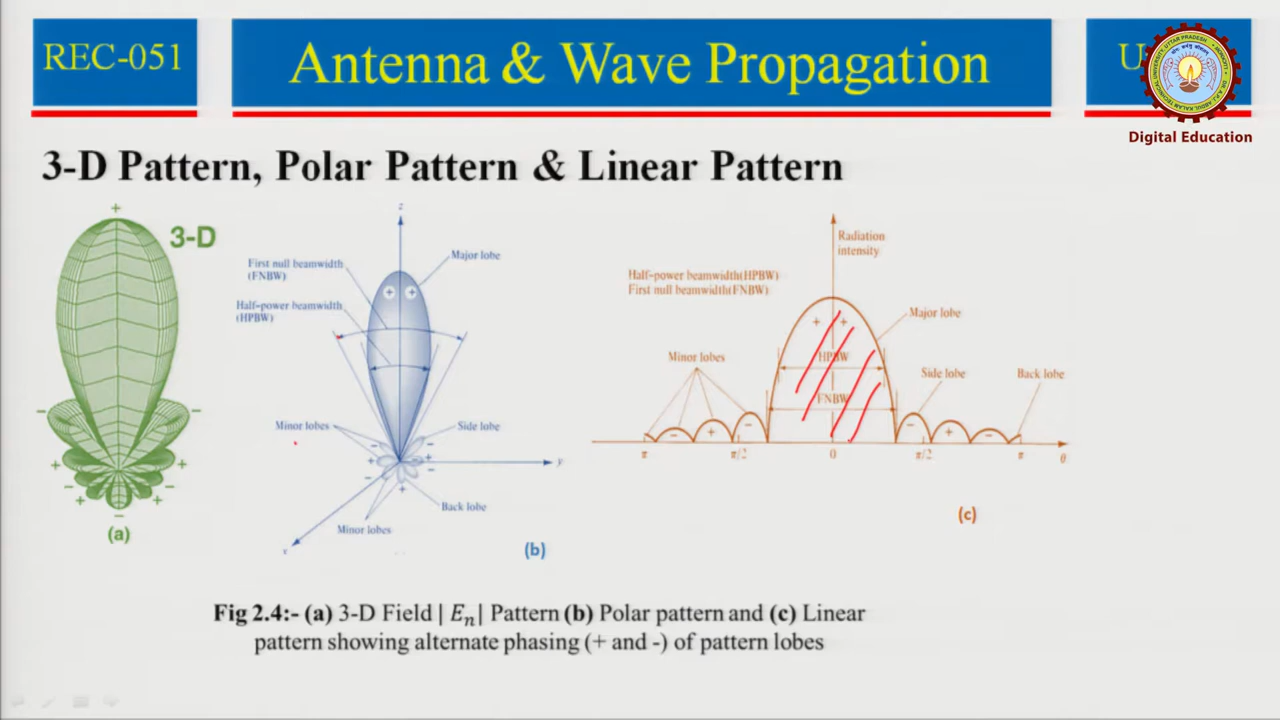 REC-051
Antenna & Wave Propagation
U
Digital Education
3-D Pattern, Polar Pattern & Linear Pattern
3-D
(a)
z
First null beamwidth
(FNBW)
Major lobe
Half-power beamwidth
(HPBW)
Minor lobes
Side lobe
y
Back lobe
Minor lobes
x
(b)
Radiation
intensity
Half-power beamwidth(HPBW)
First null beamwidth(FNBW)
Major lobe
Minor lobes
HPBW
Side lobe
Back lobe
FNBW
π π/2 0 π/2 π θ
(c)
Fig 2.4:- (a) 3-D Field | Eₙ| Pattern (b) Polar pattern and (c) Linear
pattern showing alternate phasing (+ and -) of pattern lobes